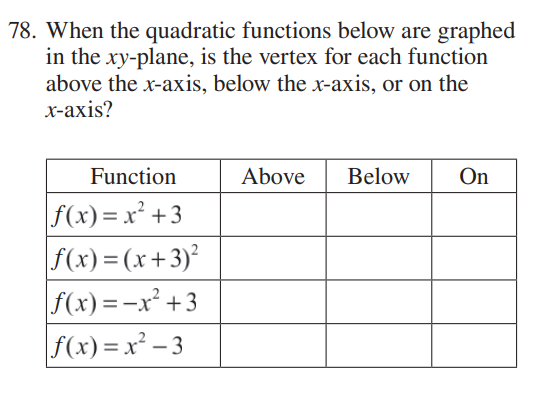 78. When the quadratic functions below are graphed
in the xy-plane, is the vertex for each function
above the x-axis, below the x-axis, or on the
x-axis?
Function Above Below On
f(x) = x² + 3
f(x) = (x + 3)²
f(x) = −x² + 3
f(x) = x² − 3